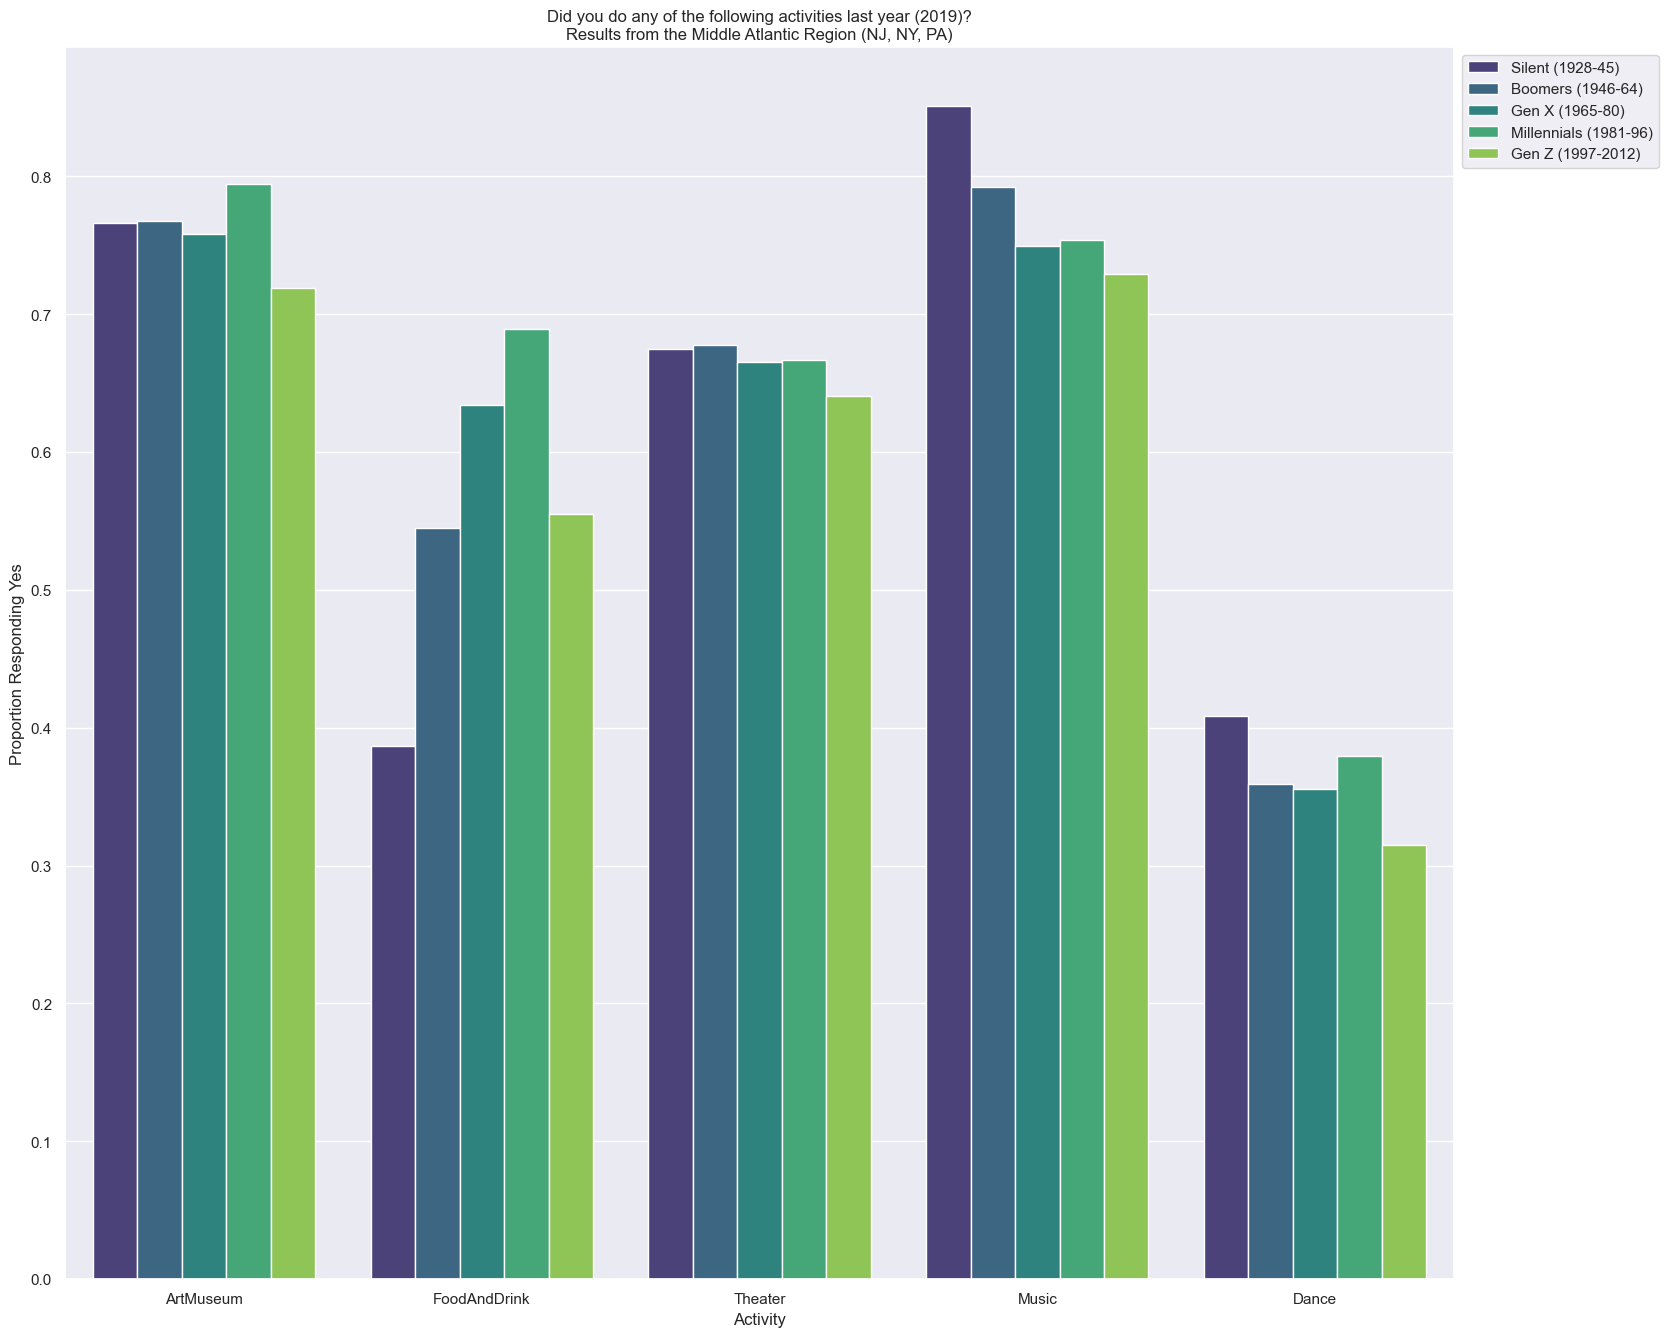 Did you do any of the following activities last year (2019)?
Results from the Middle Atlantic Region (NJ, NY, PA)
Silent (1928-45)
Boomers (1946-64)
Gen X (1965-80)
Millennials (1981-96)
Gen Z (1997-2012)
Proportion Responding Yes
0.8
0.7
0.6
0.5
0.4
0.3
0.2
0.1
0.0
ArtMuseum
FoodAndDrink
Theater
Music
Dance
Activity